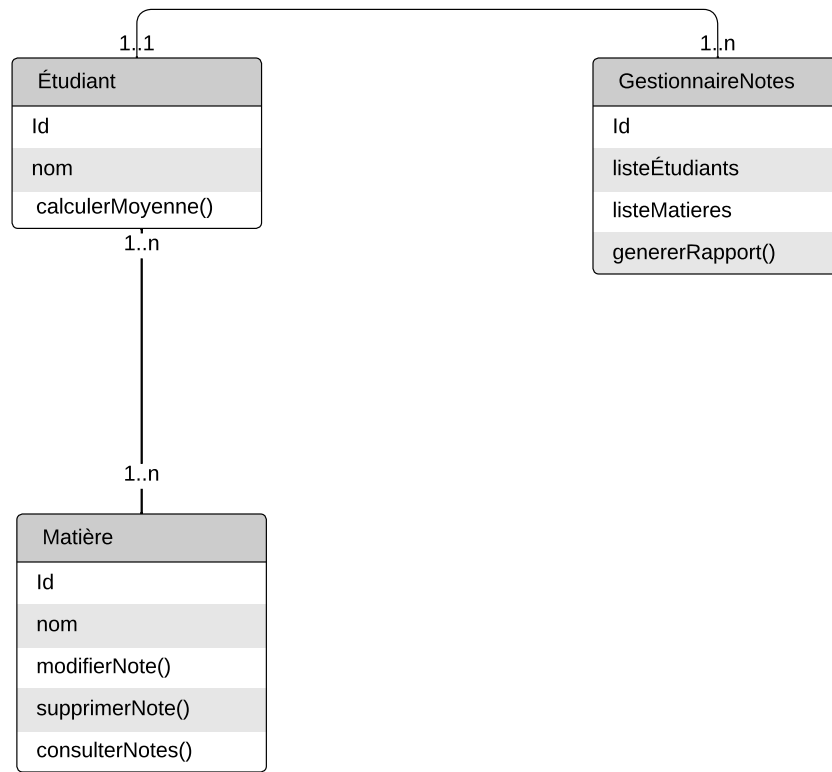 1..1
1..n
Étudiant
Id
nom
calculerMoyenne()
1..n
GestionnaireNotes
Id
listeÉtudiants
listeMatieres
genererRapport()
1..n
Matière
Id
nom
modifierNote()
supprimerNote()
consulterNotes()